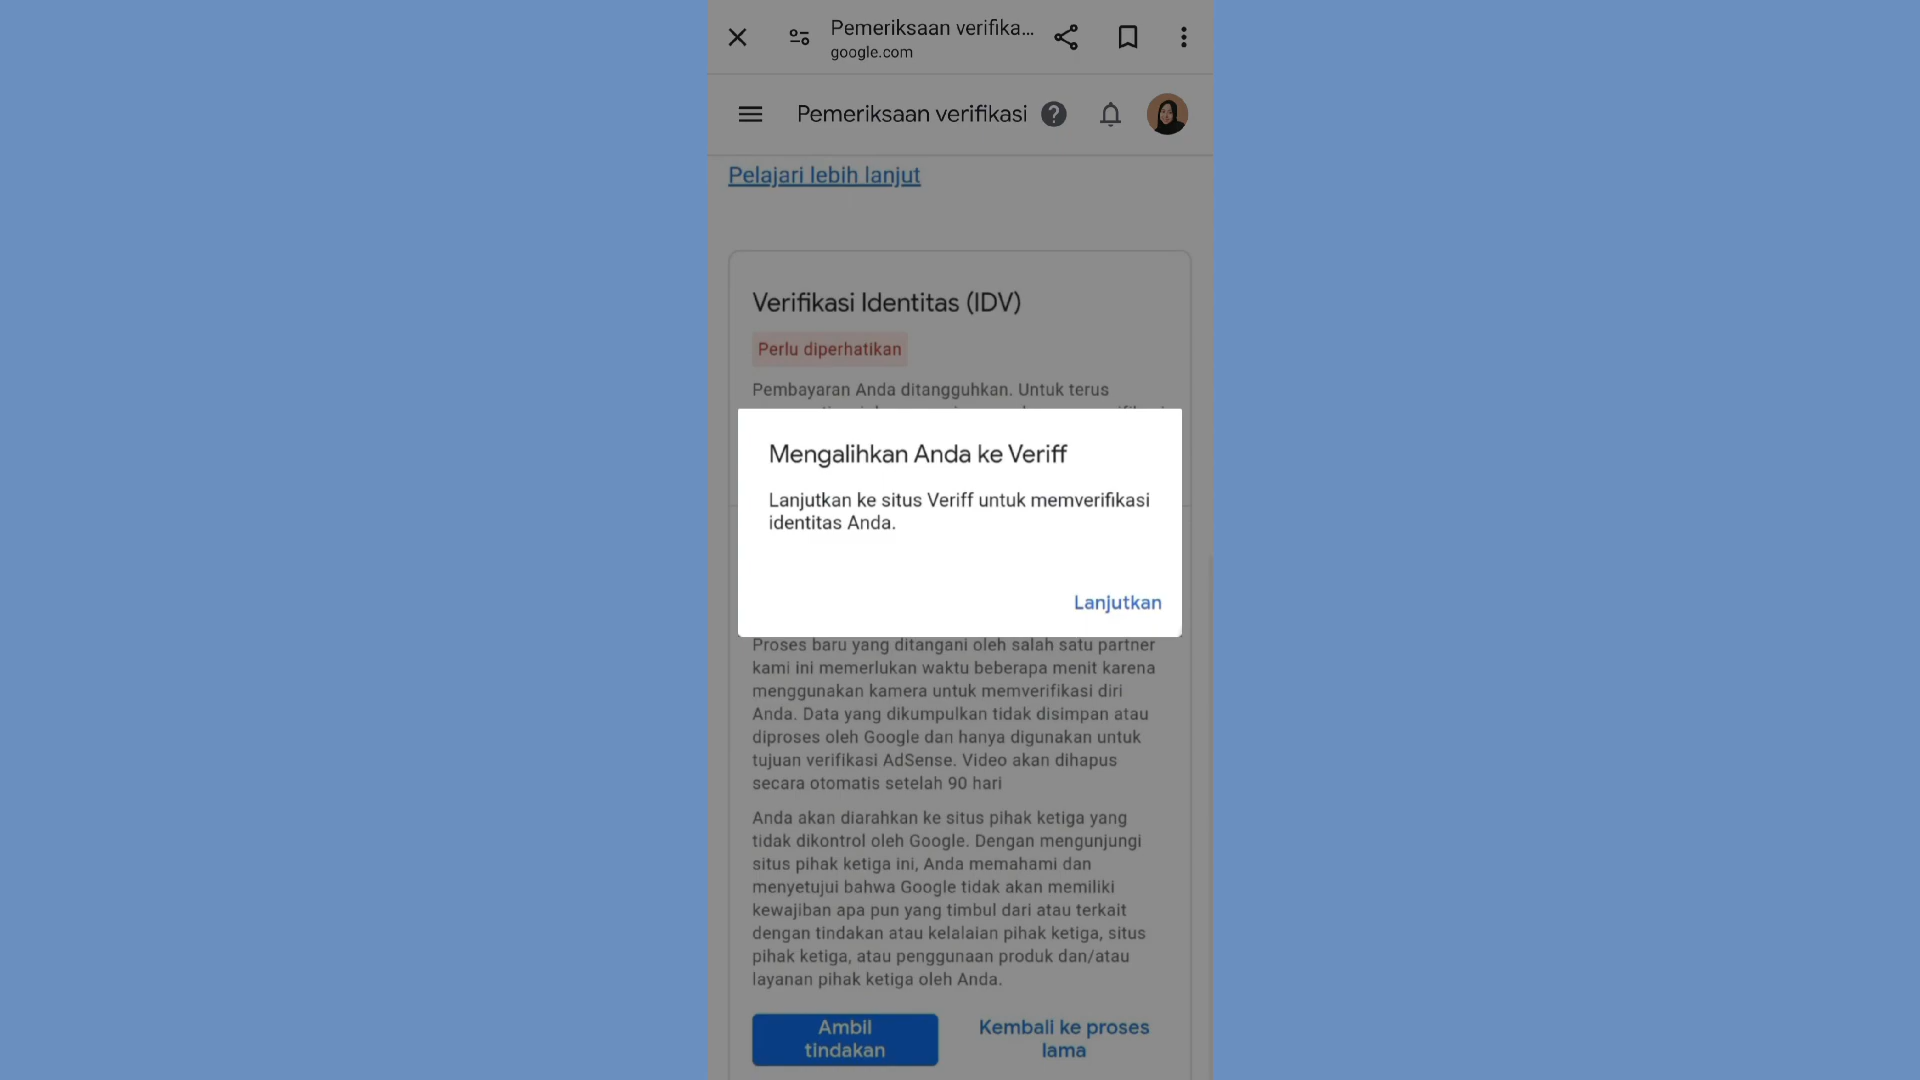 Pemeriksaan verifika...
google.com
Pemeriksaan verifikasi
Pelajari lebih lanjut
Verifikasi Identitas (IDV)
Perlu diperhatikan
Pembayaran Anda ditangguhkan. Untuk terus
Mengalihkan Anda ke Veriff
Lanjutkan ke situs Veriff untuk memverifikasi
identitas Anda.
Lanjutkan
Proses baru yang ditangani oleh salah satu partner
kami ini memerlukan waktu beberapa menit karena
menggunakan kamera untuk memverifikasi diri
Anda. Data yang dikumpulkan tidak disimpan atau
diproses oleh Google dan hanya digunakan untuk
tujuan verifikasi AdSense. Video akan dihapus
secara otomatis setelah 90 hari
Anda akan diarahkan ke situs pihak ketiga yang
tidak dikontrol oleh Google. Dengan mengunjungi
situs pihak ketiga ini, Anda memahami dan
menyetujui bahwa Google tidak akan memiliki
kewajiban apa pun yang timbul dari atau terkait
dengan tindakan atau kelalaian pihak ketiga, situs
pihak ketiga, atau penggunaan produk dan/atau
layanan pihak ketiga oleh Anda.
Ambil
tindakan
Kembali ke proses
lama